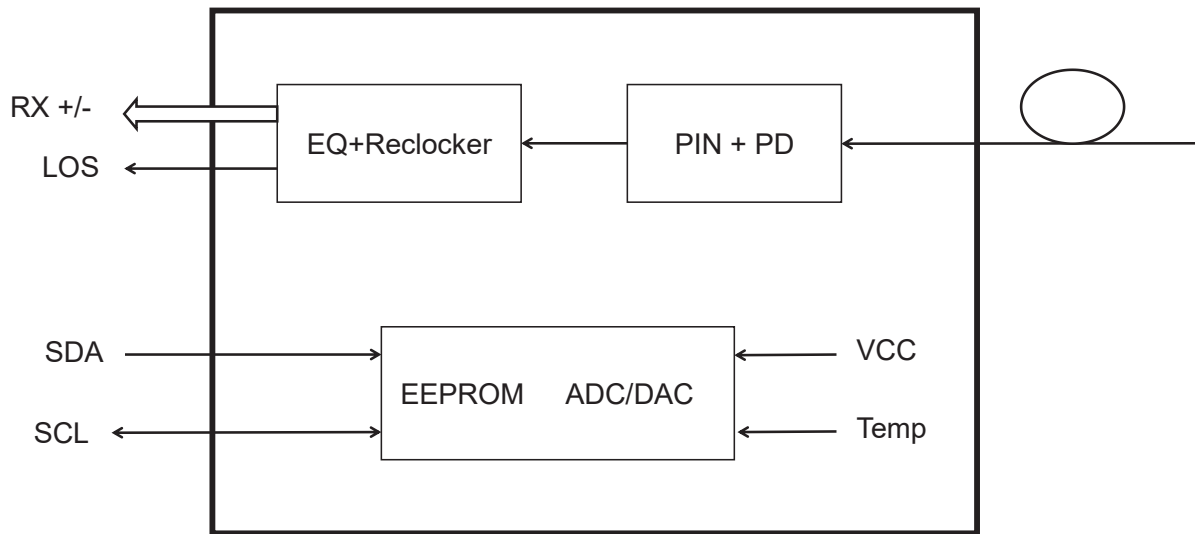 RX +/-
EQ+Reclocker
PIN + PD
LOS
SDA
VCC
EEPROM ADC/DAC
SCL
Temp